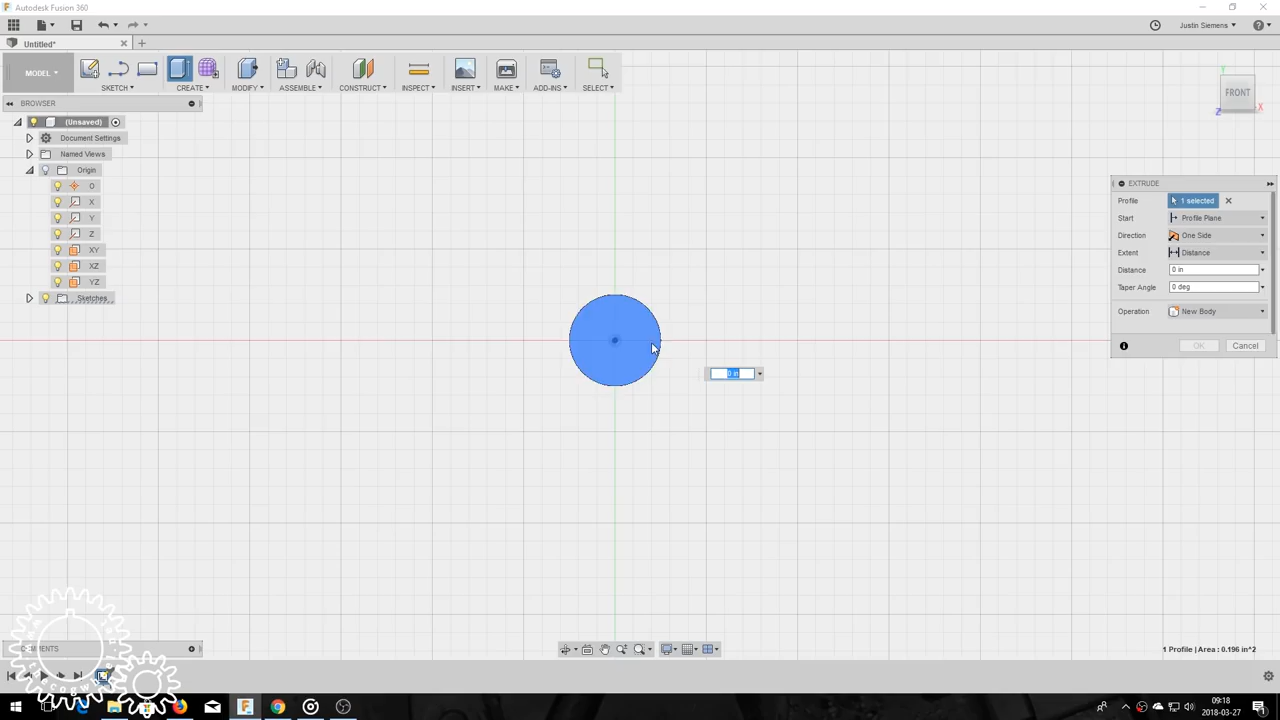 Autodesk Fusion 360
Justin Siemens
Untitled*
MODEL
SKETCH
CREATE
MODIFY
ASSEMBLE
CONSTRUCT
INSPECT
INSERT
MAKE
ADD-INS
SELECT
Y
FRONT
Z
X
BROWSER
(Unsaved)
Document Settings
Named Views
Origin
O
X
Y
Z
XY
XZ
YZ
Sketches
EXTRUDE
Profile 1 selected
Start Profile Plane
Direction One Side
Extent Distance
Distance 0 in
Taper Angle 0 deg
Operation New Body
OK Cancel
0 in
COMMENTS
1 Profile | Area : 0.196 in^2
09:18
2018-03-27